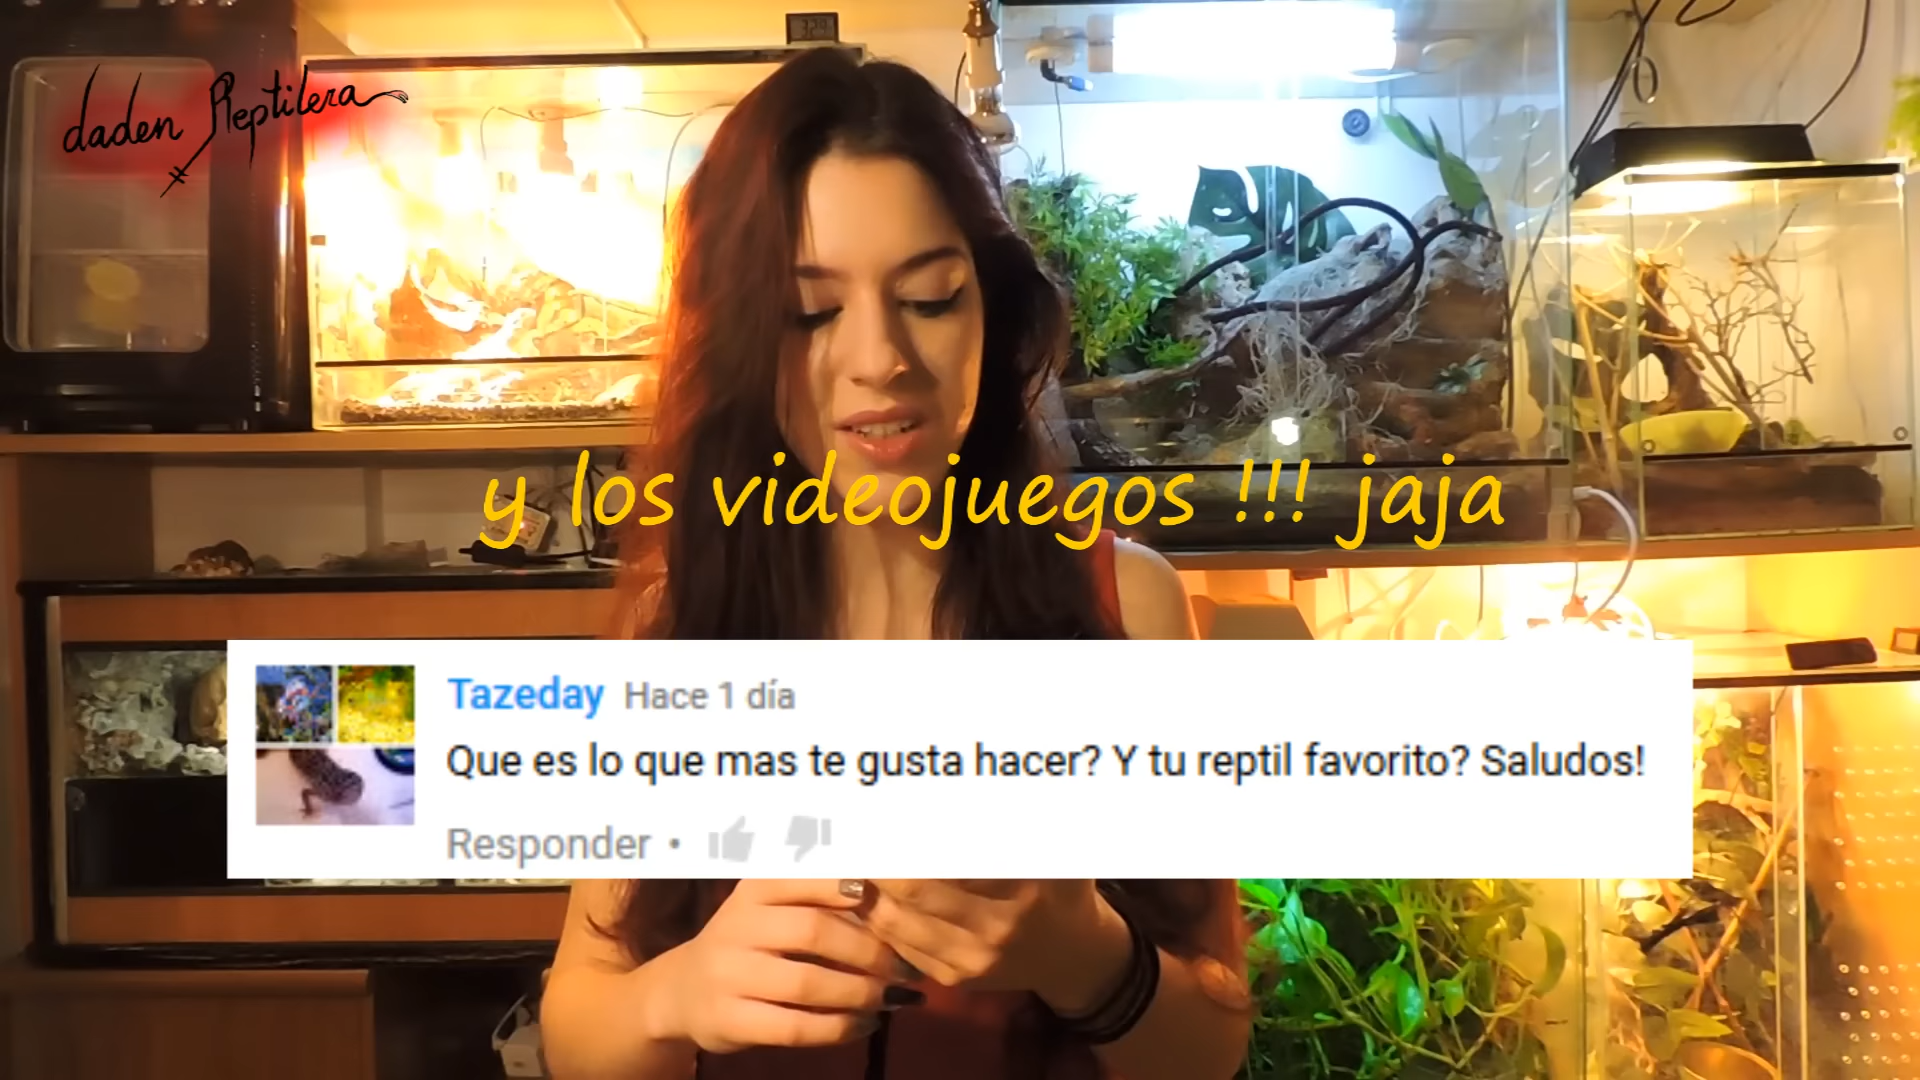 daden Reptilera
y los videojuegos !!! jaja
Tazeday Hace 1 día
Que es lo que mas te gusta hacer? Y tu reptil favorito? Saludos!
Responder •